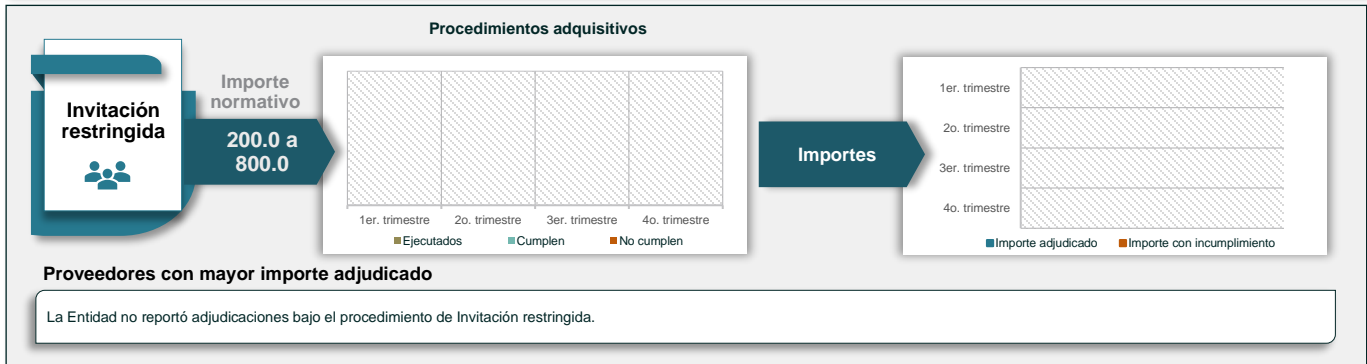 Procedimientos adquisitivos
Invitación
restringida
Importe
normativo
200.0 a
800.0
1er. trimestre 2o. trimestre 3er. trimestre 4o. trimestre
Ejecutados Cumplen No cumplen
Importes
1er. trimestre
2o. trimestre
3er. trimestre
4o. trimestre
Importe adjudicado Importe con incumplimiento
Proveedores con mayor importe adjudicado
La Entidad no reportó adjudicaciones bajo el procedimiento de Invitación restringida.